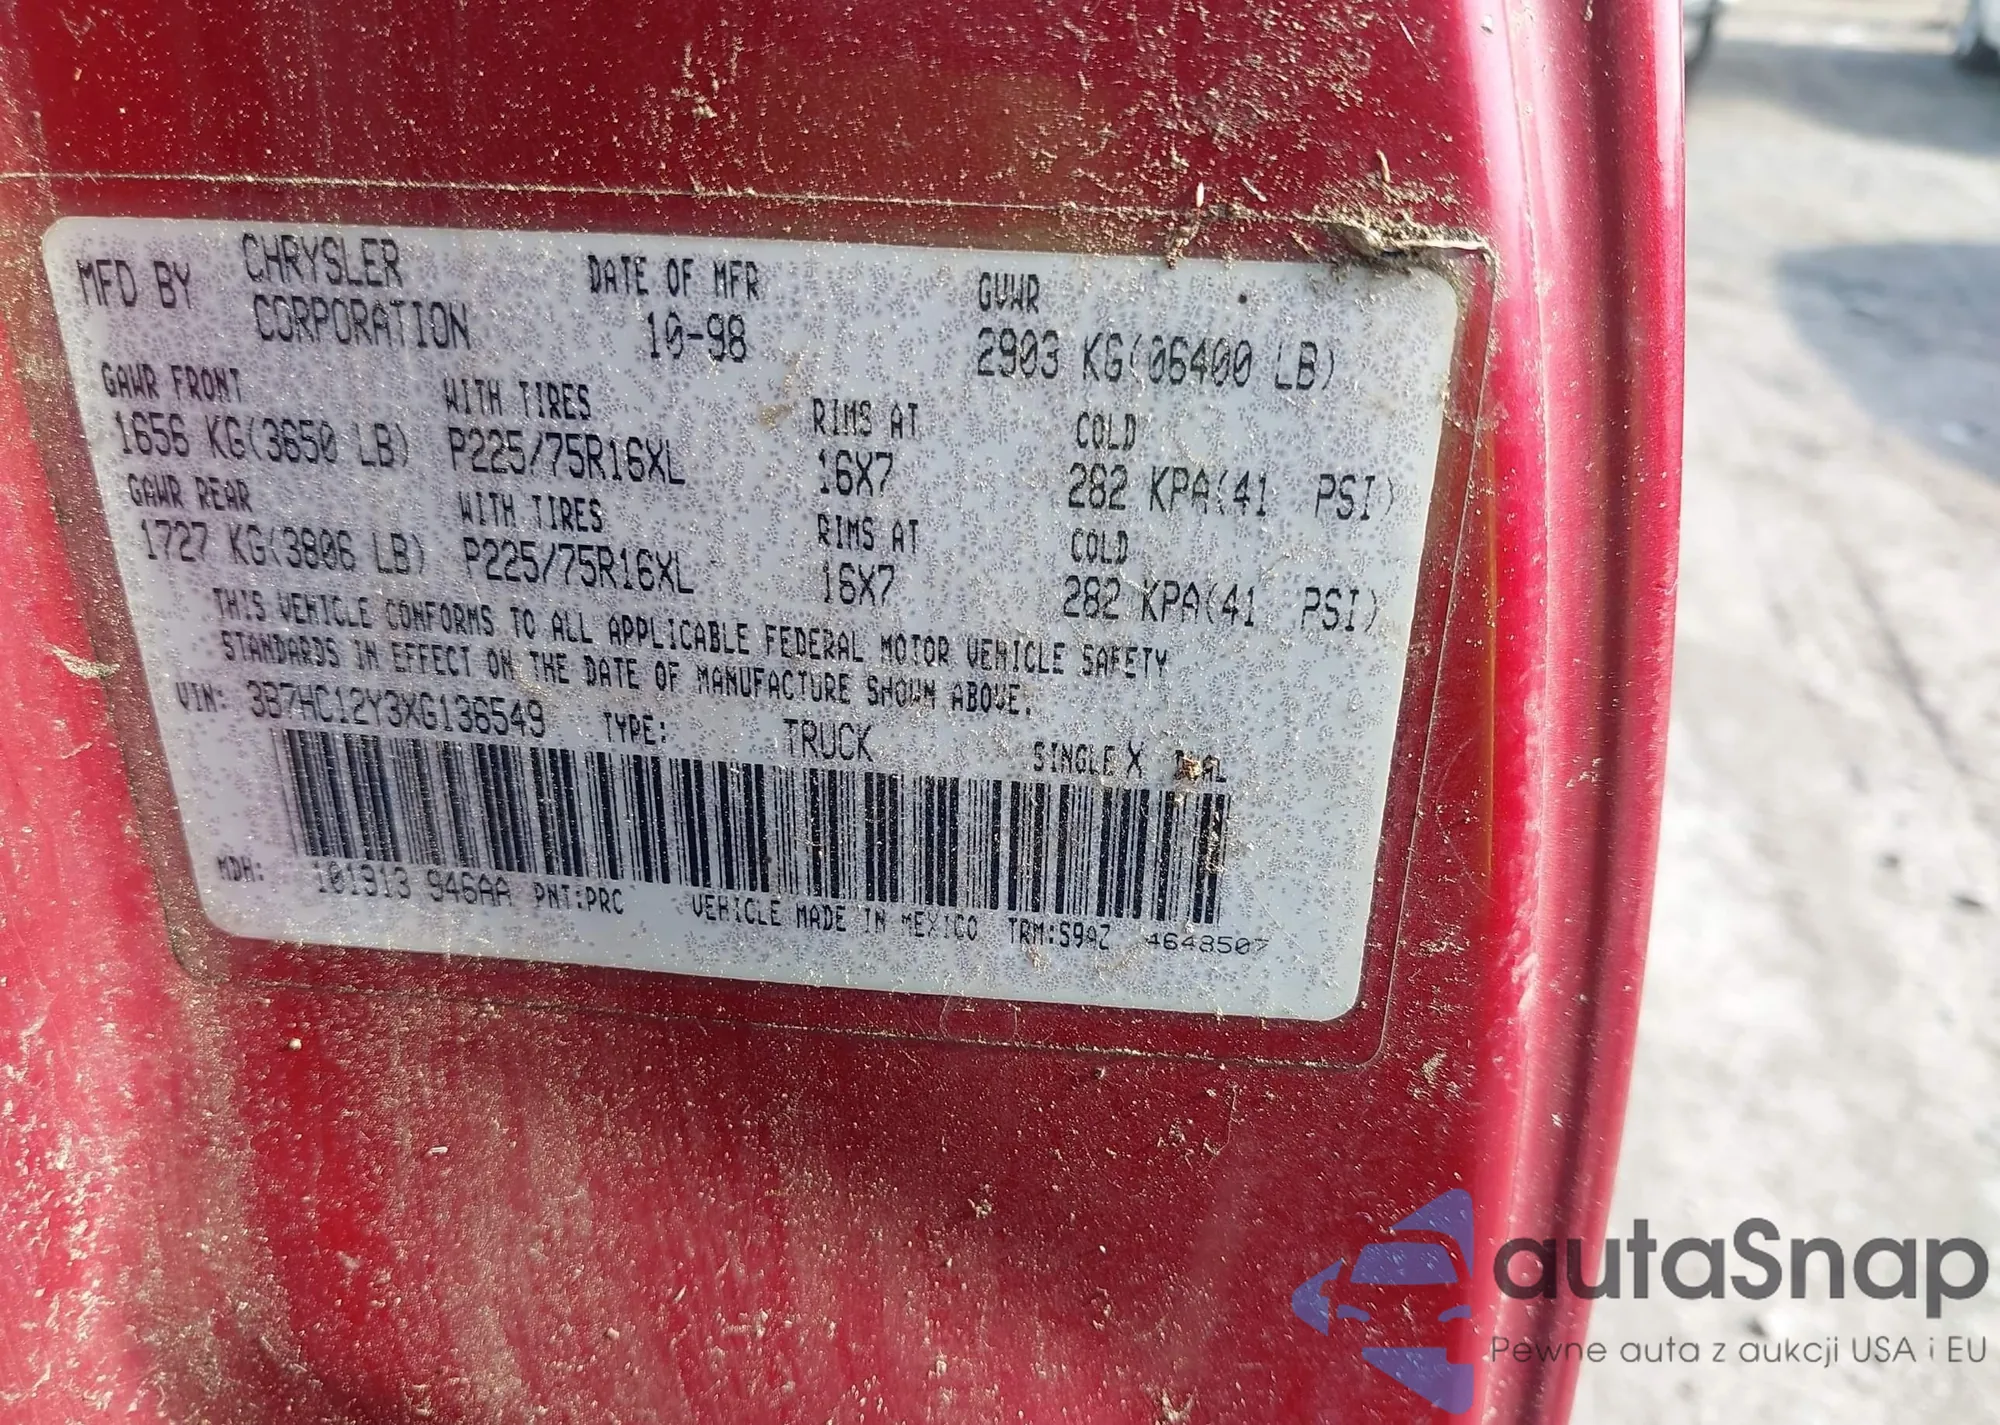 MFD BY CHRYSLER CORPORATION DATE OF MFR 10-98 GVWR 2903 KG(06400 LB)
GAWR FRONT WITH TIRES RIMS AT COLD
1656 KG(3650 LB) P225/75R16XL 16X7 282 KPA(41 PSI)
GAWR REAR WITH TIRES RIMS AT COLD
1727 KG(3806 LB) P225/75R16XL 16X7 282 KPA(41 PSI)
THIS VEHICLE CONFORMS TO ALL APPLICABLE FEDERAL MOTOR VEHICLE SAFETY
STANDARDS IN EFFECT ON THE DATE OF MANUFACTURE SHOWN ABOVE.
VIN: 3B7HC12Y3XG136549 TYPE: TRUCK SINGLE X DUAL
MDH: 101913 946AA PNT:PRC VEHICLE MADE IN MEXICO TRM:S9AZ 4648507
autaSnap
Pewne auta z aukcji USA i EU